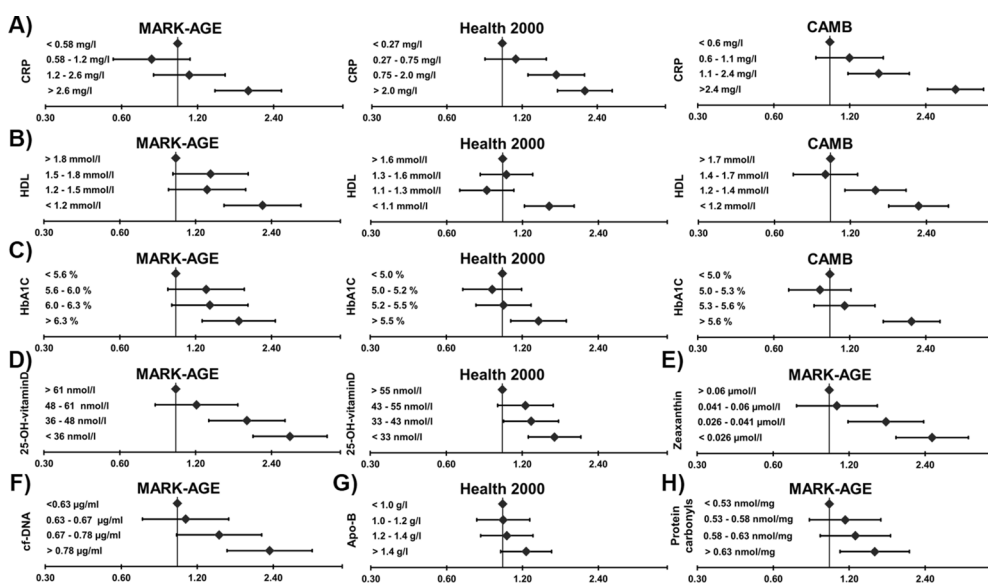 A)
MARK-AGE
CRP
< 0.58 mg/l
0.58 - 1.2 mg/l
1.2 - 2.6 mg/l
> 2.6 mg/l
0.30 0.60 1.20 2.40
Health 2000
CRP
< 0.27 mg/l
0.27 - 0.75 mg/l
0.75 - 2.0 mg/l
> 2.0 mg/l
0.30 0.60 1.20 2.40
CAMB
CRP
< 0.6 mg/l
0.6 - 1.1 mg/l
1.1 - 2.4 mg/l
>2.4 mg/l
0.30 0.60 1.20 2.40
B)
MARK-AGE
HDL
> 1.8 mmol/l
1.5 - 1.8 mmol/l
1.2 - 1.5 mmol/l
< 1.2 mmol/l
0.30 0.60 1.20 2.40
Health 2000
HDL
> 1.6 mmol/l
1.3 - 1.6 mmol/l
1.1 - 1.3 mmol/l
< 1.1 mmol/l
0.30 0.60 1.20 2.40
CAMB
HDL
> 1.7 mmol/l
1.4 - 1.7 mmol/l
1.2 - 1.4 mmol/l
< 1.2 mmol/l
0.30 0.60 1.20 2.40
C)
MARK-AGE
HbA1C
< 5.6 %
5.6 - 6.0 %
6.0 - 6.3 %
> 6.3 %
0.30 0.60 1.20 2.40
Health 2000
HbA1C
< 5.0 %
5.0 - 5.2 %
5.2 - 5.5 %
> 5.5 %
0.30 0.60 1.20 2.40
CAMB
HbA1C
< 5.0 %
5.0 - 5.3 %
5.3 - 5.6 %
> 5.6 %
0.30 0.60 1.20 2.40
D)
MARK-AGE
25-OH-vitaminD
> 61 nmol/l
48 - 61 nmol/l
36 - 48 nmol/l
< 36 nmol/l
0.30 0.60 1.20 2.40
Health 2000
25-OH-vitaminD
> 55 nmol/l
43 - 55 nmol/l
33 - 43 nmol/l
< 33 nmol/l
0.30 0.60 1.20 2.40
E)
MARK-AGE
Zeaxanthin
> 0.06 µmol/l
0.041 - 0.06 µmol/l
0.026 - 0.041 µmol/l
< 0.026 µmol/l
0.30 0.60 1.20 2.40
F)
MARK-AGE
cf-DNA
<0.63 µg/ml
0.63 - 0.67 µg/ml
0.67 - 0.78 µg/ml
> 0.78 µg/ml
0.30 0.60 1.20 2.40
G)
Health 2000
Apo-B
< 1.0 g/l
1.0 - 1.2 g/l
1.2 - 1.4 g/l
> 1.4 g/l
0.30 0.60 1.20 2.40
H)
MARK-AGE
Protein
carbonyls
< 0.53 nmol/mg
0.53 - 0.58 nmol/mg
0.58 - 0.63 nmol/mg
> 0.63 nmol/mg
0.30 0.60 1.20 2.40